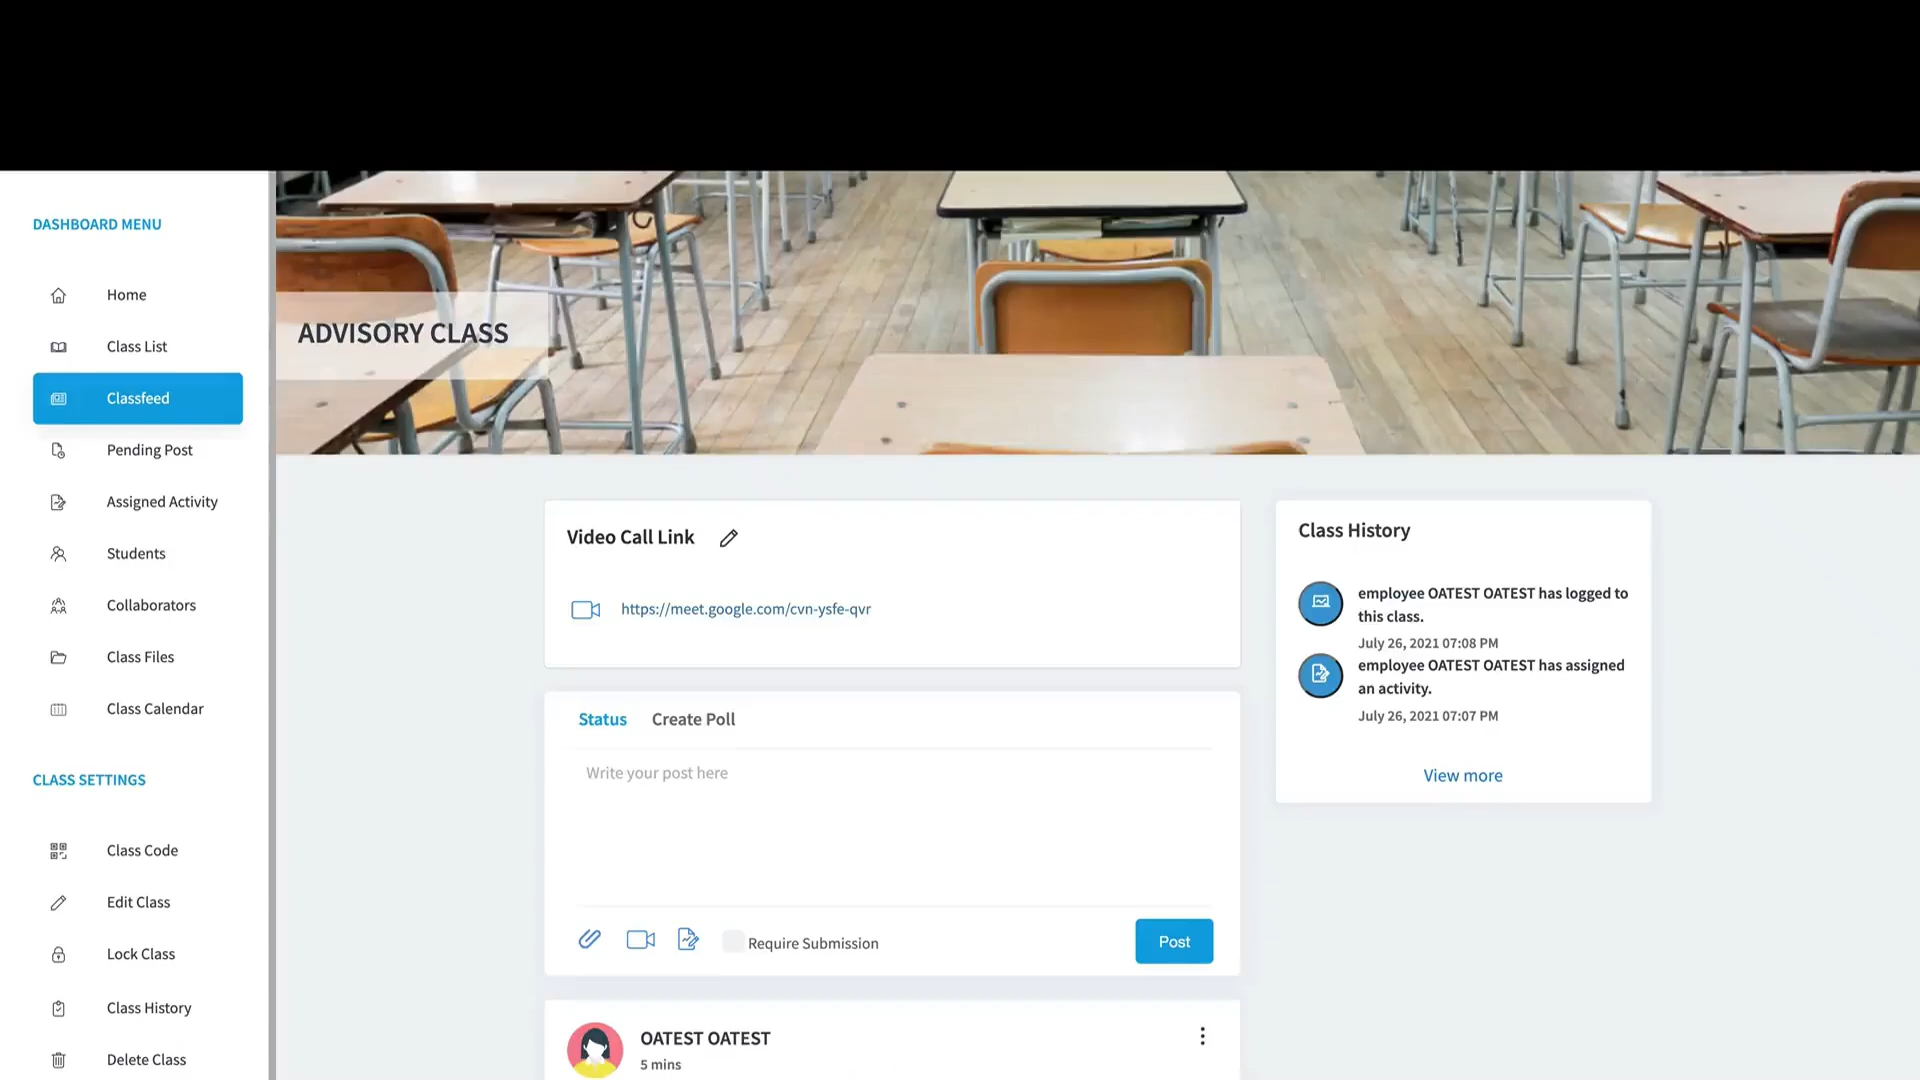 DASHBOARD MENU
Home
Class List
Classfeed
Pending Post
Assigned Activity
Students
Collaborators
Class Files
Class Calendar
CLASS SETTINGS
Class Code
Edit Class
Lock Class
Class History
Delete Class
ADVISORY CLASS
Video Call Link
https://meet.google.com/cvn-ysfe-qvr
Status Create Poll
Write your post here
Require Submission
Post
OATEST OATEST
5 mins
Class History
employee OATEST OATEST has logged to
this class.
July 26, 2021 07:08 PM
employee OATEST OATEST has assigned
an activity.
July 26, 2021 07:07 PM
View more